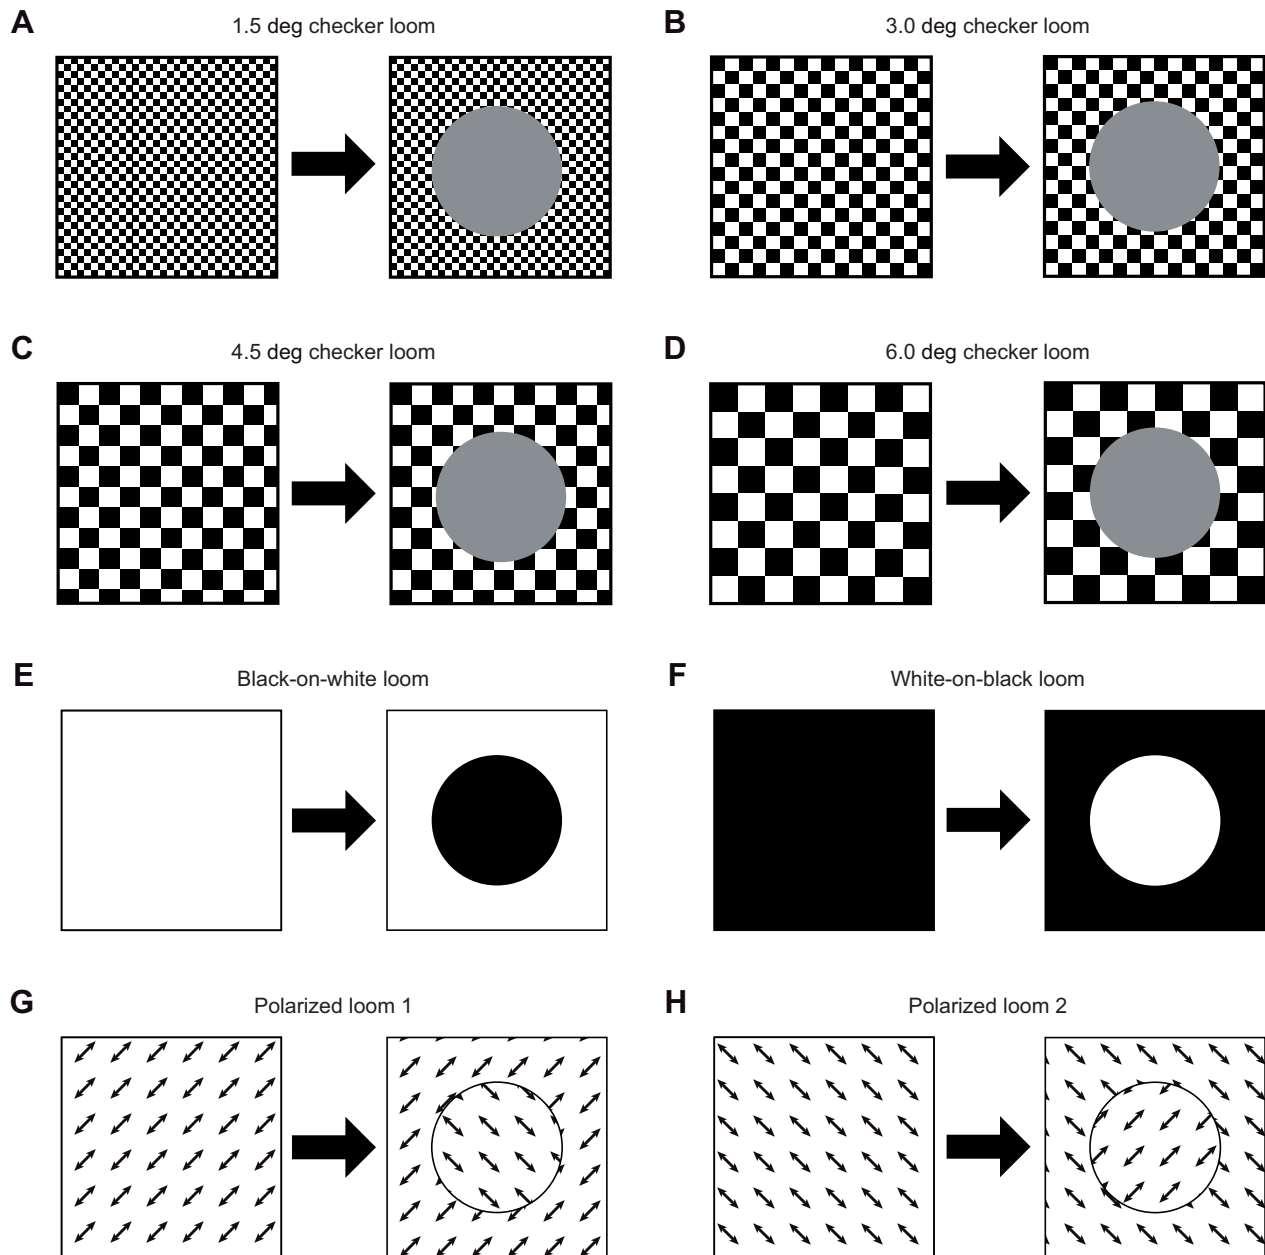 A
1.5 deg checker loom
B
3.0 deg checker loom
C
4.5 deg checker loom
D
6.0 deg checker loom
E
Black-on-white loom
F
White-on-black loom
G
Polarized loom 1
H
Polarized loom 2